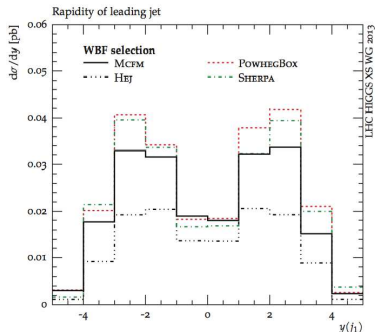 Rapidity of leading jet
dσ/dy [pb]
0.06
WBF selection
MCFM
POWHEGBOX
HEJ
SHERPA
0.05
0.04
0.03
0.02
0.01
0
-4 -2 0 2 4
y(j₁)
LHC HIGGS XS WG 2013